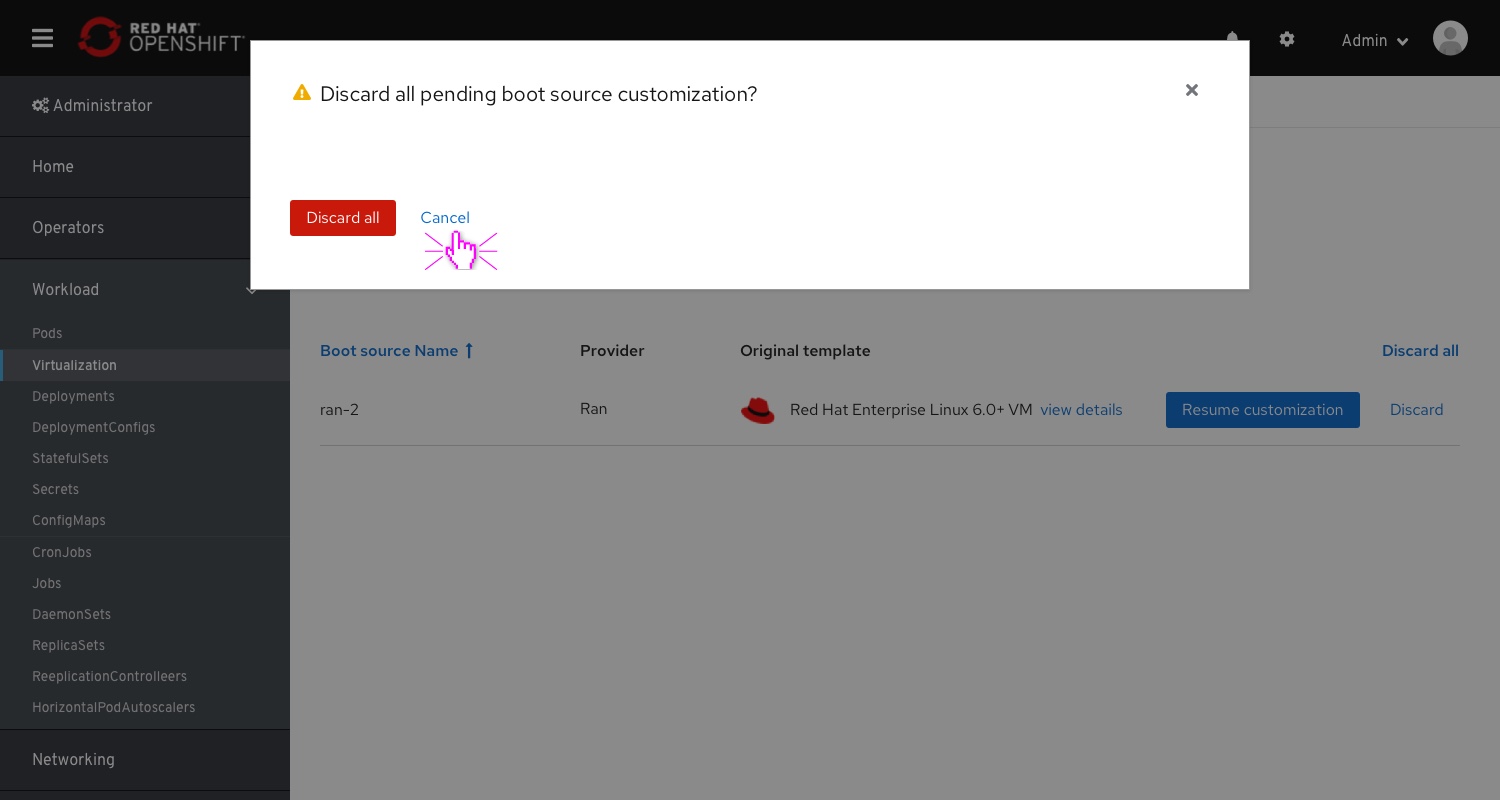 RED HAT
OPENSHIFT
Admin
Discard all pending boot source customization?
Discard all
Cancel
Administrator
Home
Operators
Workload
Pods
Virtualization
Deployments
DeploymentConfigs
StatefulSets
Secrets
ConfigMaps
CronJobs
Jobs
DaemonSets
ReplicaSets
ReeplicationControlleers
HorizontalPodAutoscalers
Networking
Boot source Name Provider Original template Discard all
ran-2 Ran Red Hat Enterprise Linux 6.0+ VM view details Resume customization Discard